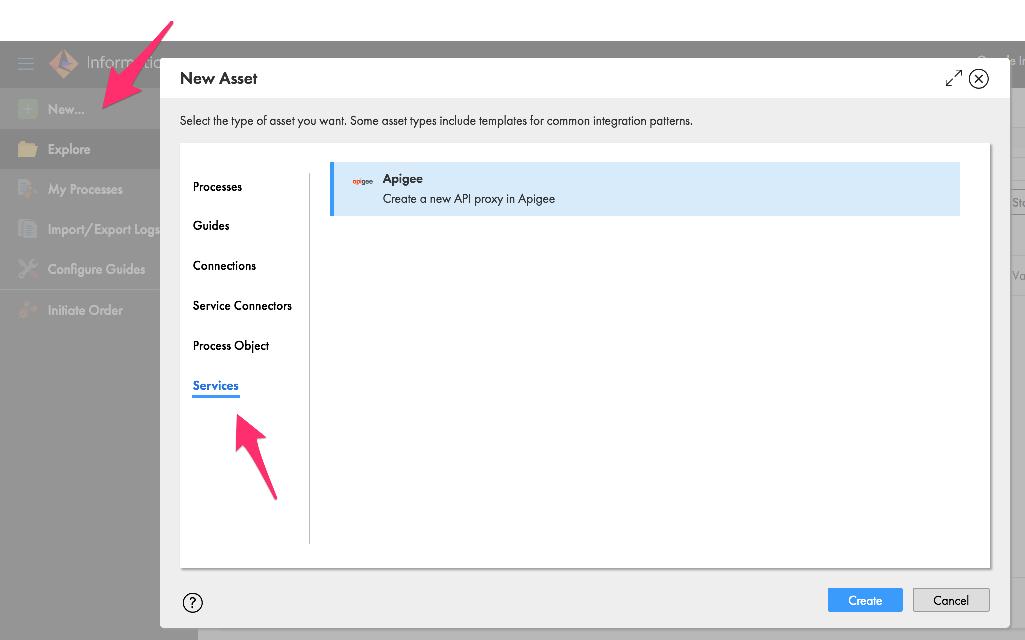 New Asset
New...
Explore
My Processes
Import/Export Logs
Configure Guides
Initiate Order
Select the type of asset you want. Some asset types include templates for common integration patterns.
Processes
Guides
Connections
Service Connectors
Process Object
Services
apigee
Apigee
Create a new API proxy in Apigee
?
Create
Cancel